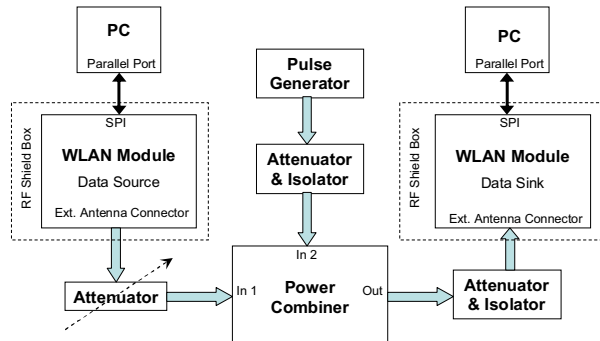 PC
Parallel Port
RF Shield Box
SPI
WLAN Module
Data Source
Ext. Antenna Connector
Attenuator
Pulse
Generator
Attenuator
& Isolator
In 1
In 2
Power
Combiner
Out
PC
Parallel Port
RF Shield Box
SPI
WLAN Module
Data Sink
Ext. Antenna Connector
Attenuator
& Isolator